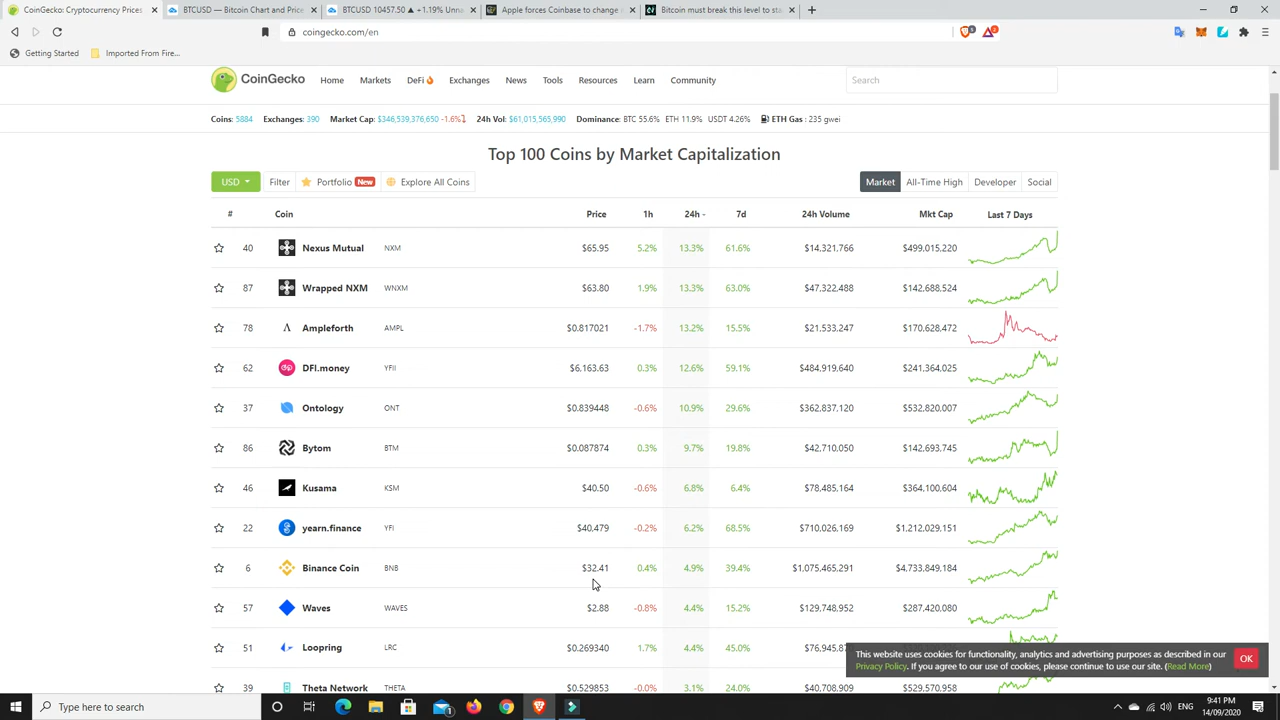 CoinGecko: Cryptocurrency Prices
BTCUSD — Bitcoin Chart and Price
BTCUSD 10457.50 ▲ +1.19% Unna
Apple forces Coinbase to change
Bitcoin must break this level to sta
coingecko.com/en
Getting Started
Imported From Fire...
CoinGecko
Home
Markets
DeFi
Exchanges
News
Tools
Resources
Learn
Community
Search
Coins: 5884 Exchanges: 390 Market Cap: $346,539,376,650 -1.6% 24h Vol: $61,015,565,990 Dominance: BTC 55.6% ETH 11.9% USDT 4.26% ETH Gas : 235 gwei
Top 100 Coins by Market Capitalization
USD
Filter
Portfolio New
Explore All Coins
Market
All-Time High
Developer
Social
# Coin Price 1h 24h 7d 24h Volume Mkt Cap Last 7 Days
40 Nexus Mutual NXM $65.95 5.2% 13.3% 61.6% $14,321,766 $499,015,220
87 Wrapped NXM WNXM $63.80 1.9% 13.3% 63.0% $47,322,488 $142,688,524
78 Ampleforth AMPL $0.817021 -1.7% 13.2% 15.5% $21,533,247 $170,628,472
62 DFI.money YFII $6,163.63 0.3% 12.6% 59.1% $484,919,640 $241,364,025
37 Ontology ONT $0.839448 -0.6% 10.9% 29.6% $362,837,120 $532,820,007
86 Bytom BTM $0.087874 0.3% 9.7% 19.8% $42,710,050 $142,693,745
46 Kusama KSM $40.50 -0.6% 6.8% 6.4% $78,485,164 $364,100,604
22 yearn.finance YFI $40,479 -0.2% 6.2% 68.5% $710,026,169 $1,212,029,151
6 Binance Coin BNB $32.41 0.4% 4.9% 39.4% $1,075,465,291 $4,733,849,184
57 Waves WAVES $2.88 -0.8% 4.4% 15.2% $129,748,952 $287,420,080
51 Loopring LRC $0.269340 1.7% 4.4% 45.0%
39 Theta Network THETA $0.529853 -0.0% 3.1% 24.0% $40,708,909 $529,570,958
This website uses cookies for functionality, analytics and advertising purposes as described in our
Privacy Policy. If you agree to our use of cookies, please continue to use our site. (Read More)
OK
Type here to search
ENG
9:41 PM
14/09/2020